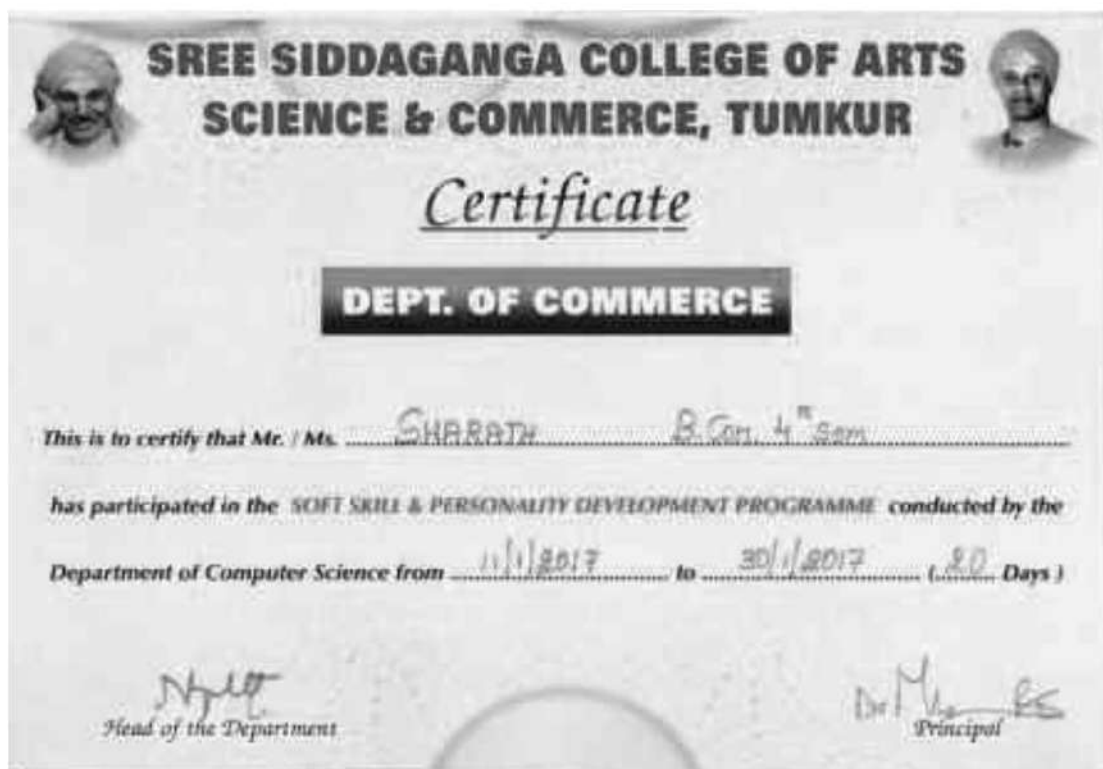 SREE SIDDAGANGA COLLEGE OF ARTS
SCIENCE & COMMERCE, TUMKUR
Certificate
DEPT. OF COMMERCE
This is to certify that Mr. / Ms. SHARATH B.Com. 4th Sem
has participated in the SOFT SKILL & PERSONALITY DEVELOPMENT PROGRAMME conducted by the
Department of Computer Science from 11/1/2017 to 30/1/2017 (20 Days)
Head of the Department
Dr
Principal